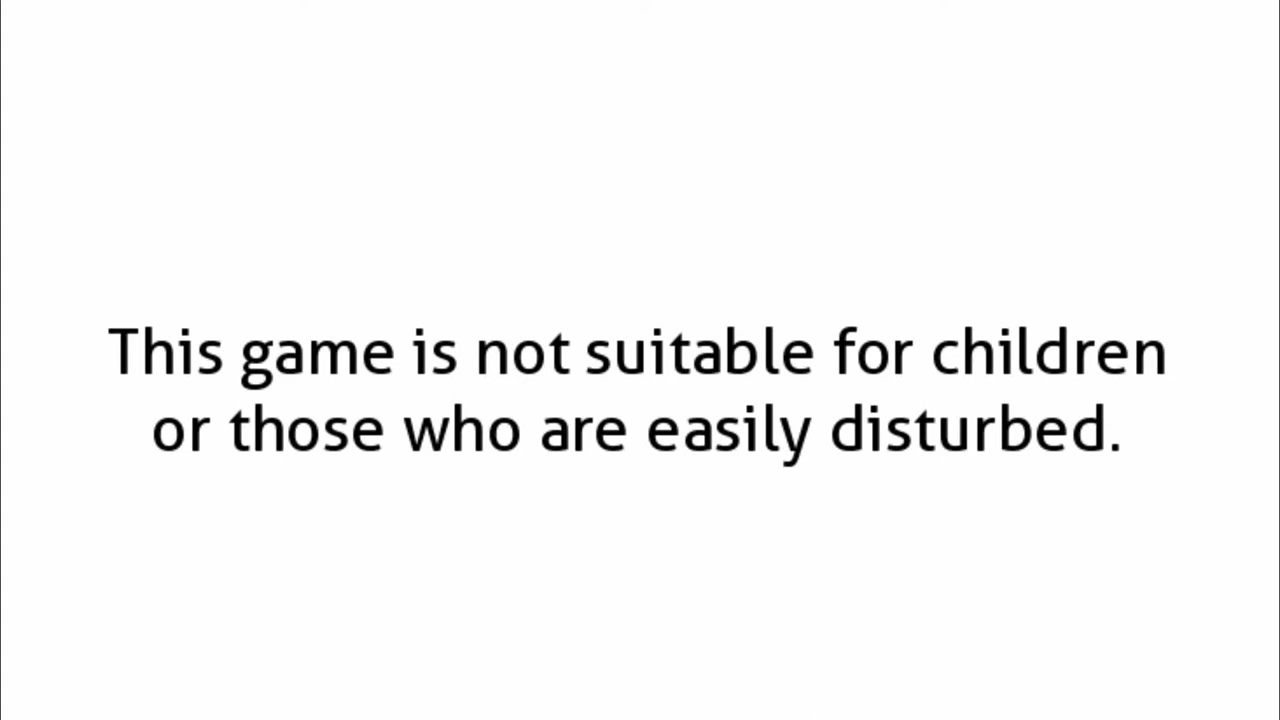 This game is not suitable for children
or those who are easily disturbed.